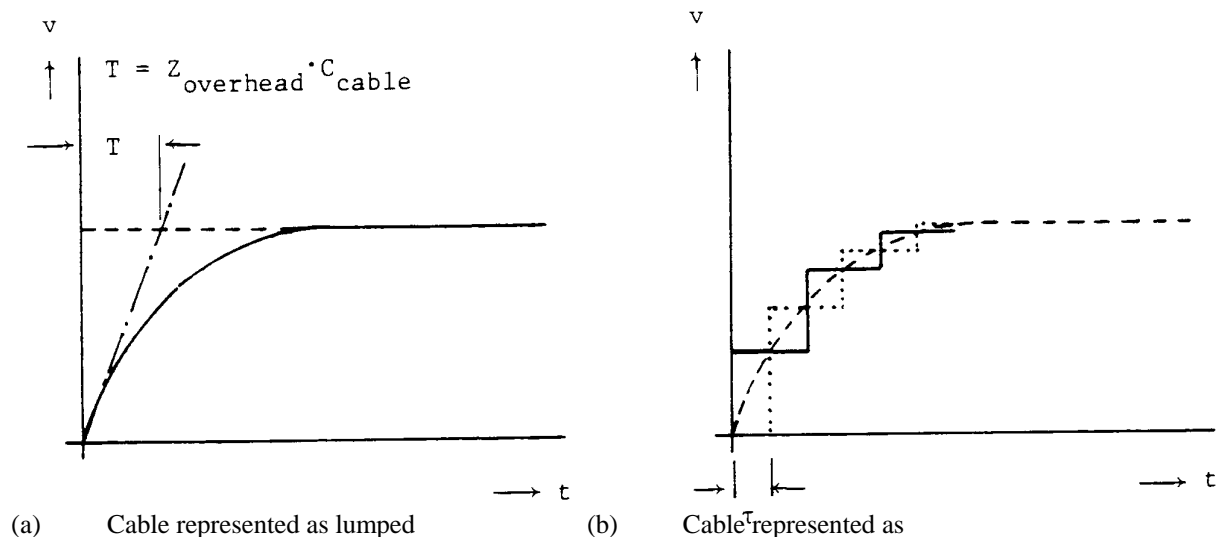 v
T = Z_overhead · C_cable
T
t
(a) Cable represented as lumped
v
τ
t
(b) Cable represented as